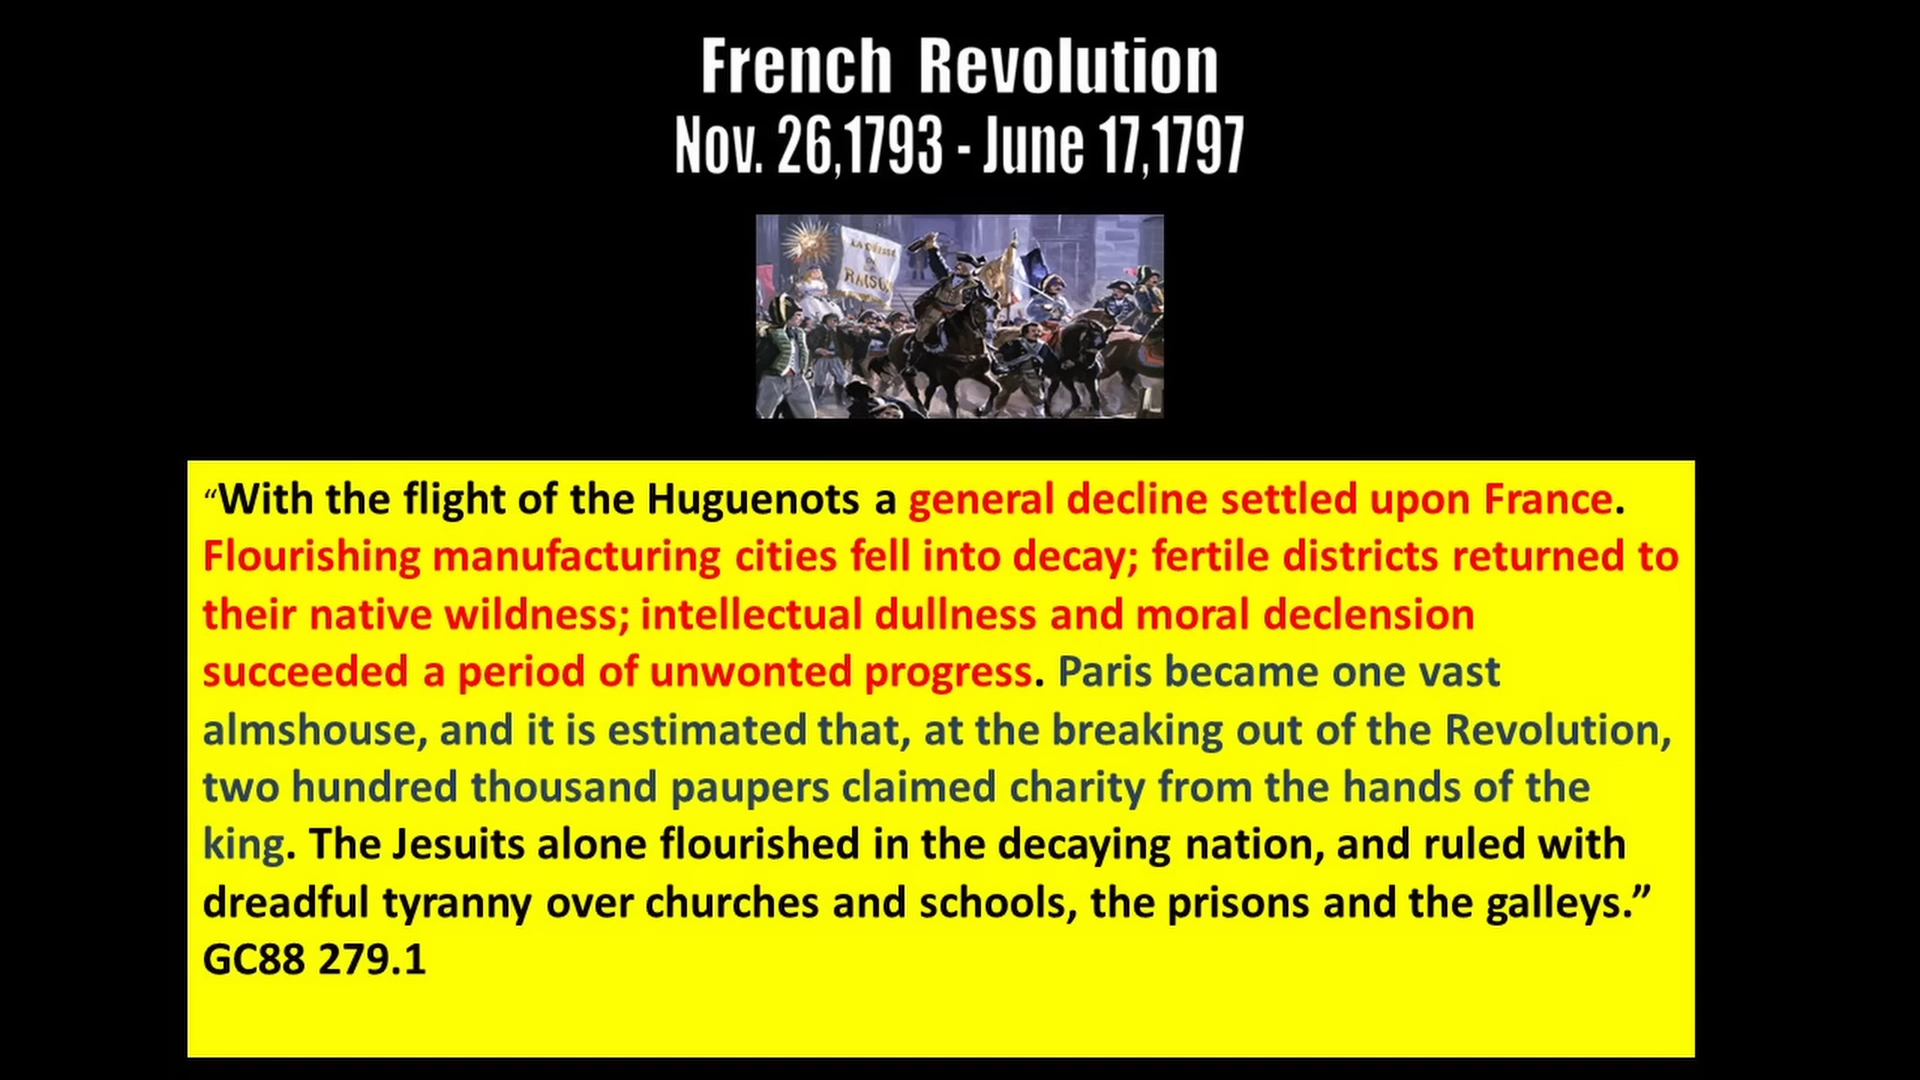 French Revolution
Nov. 26,1793 - June 17,1797
LA DÉESSE
DE
LA
RAISON
“With the flight of the Huguenots a general decline settled upon France.
Flourishing manufacturing cities fell into decay; fertile districts returned to
their native wildness; intellectual dullness and moral declension
succeeded a period of unwonted progress. Paris became one vast
almshouse, and it is estimated that, at the breaking out of the Revolution,
two hundred thousand paupers claimed charity from the hands of the
king. The Jesuits alone flourished in the decaying nation, and ruled with
dreadful tyranny over churches and schools, the prisons and the galleys.”
GC88 279.1